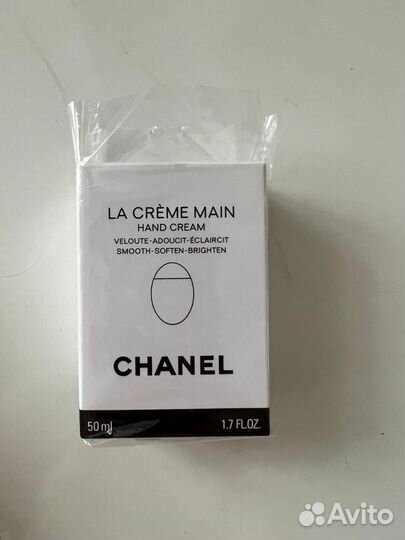 LA CRÈME MAIN
HAND CREAM
VELOUTE-ADOUCIT-ÉCLAIRCIT
SMOOTH-SOFTEN-BRIGHTEN
CHANEL
50 ml
1.7 FL.OZ.
Avito